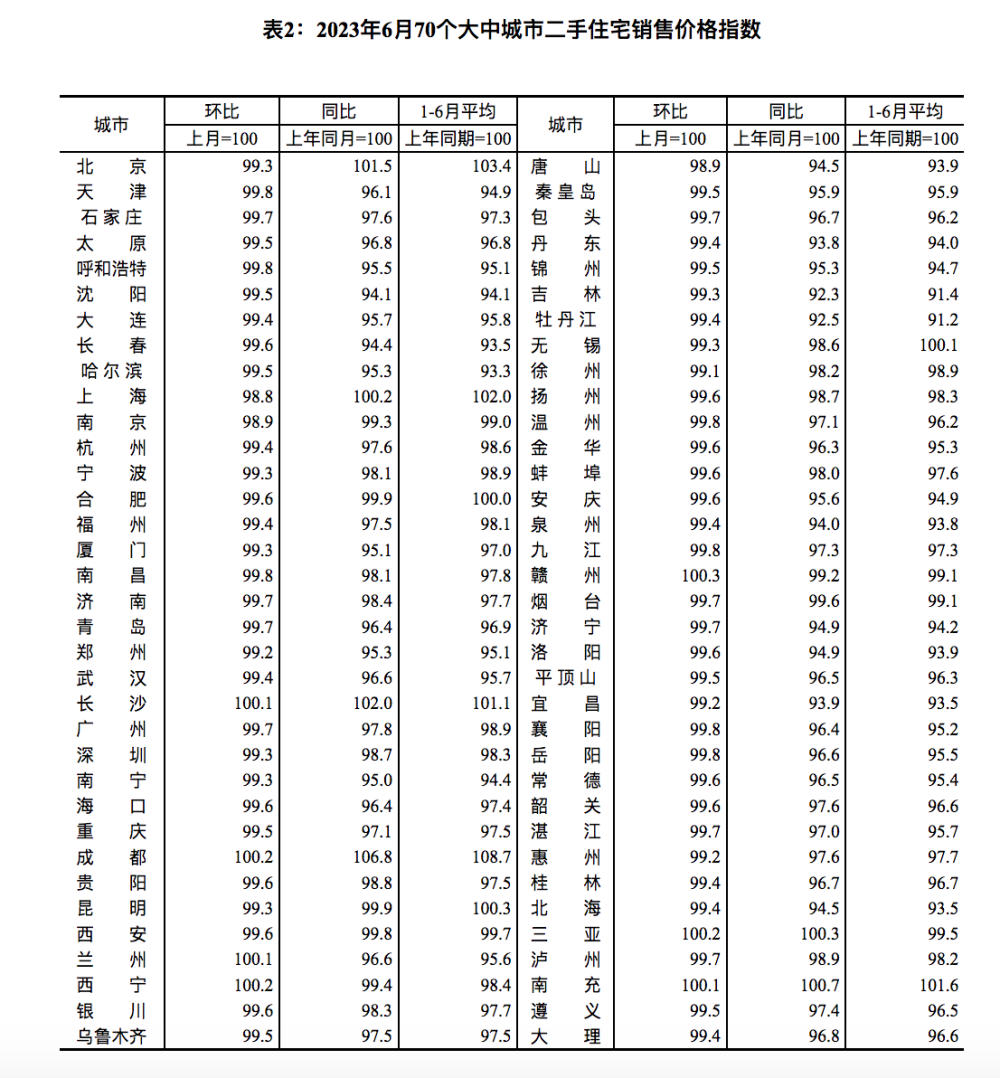 表2：2023年6月70个大中城市二手住宅销售价格指数
城市 环比 同比 1-6月平均 城市 环比 同比 1-6月平均
上月=100 上年同月=100 上年同期=100 上月=100 上年同月=100 上年同期=100
北京 99.3 101.5 103.4 唐山 98.9 94.5 93.9
天津 99.8 96.1 94.9 秦皇岛 99.5 95.9 95.9
石家庄 99.7 97.6 97.3 包头 99.7 96.7 96.2
太原 99.5 96.8 96.8 丹东 99.4 93.8 94.0
呼和浩特 99.8 95.5 95.1 锦州 99.5 95.3 94.7
沈阳 99.5 94.1 94.1 吉林 99.3 92.3 91.4
大连 99.4 95.7 95.8 牡丹江 99.4 92.5 91.2
长春 99.6 94.4 93.5 无锡 99.3 98.6 100.1
哈尔滨 99.5 95.3 93.3 徐州 99.1 98.2 98.9
上海 98.8 100.2 102.0 扬州 99.6 98.7 98.3
南京 98.9 99.3 99.0 温州 99.8 97.1 96.2
杭州 99.4 97.6 98.6 金华 99.6 96.3 95.3
宁波 99.3 98.1 98.9 蚌埠 99.6 98.0 97.6
合肥 99.6 99.9 100.0 安庆 99.6 95.6 94.9
福州 99.4 97.5 98.1 泉州 99.4 94.0 93.8
厦门 99.3 95.1 97.0 九江 99.8 97.3 97.3
南昌 99.8 98.1 97.8 赣州 100.3 99.2 99.1
济南 99.7 98.4 97.7 烟台 99.7 99.6 99.1
青岛 99.7 96.4 96.9 济宁 99.7 94.9 94.2
郑州 99.2 95.3 95.1 洛阳 99.6 94.9 93.9
武汉 99.4 96.6 95.7 平顶山 99.5 96.5 96.3
长沙 100.1 102.0 101.1 宜昌 99.2 93.9 93.5
广州 99.7 97.8 98.9 襄阳 99.8 96.4 95.2
深圳 99.3 98.7 98.3 岳阳 99.8 96.6 95.5
南宁 99.3 95.0 94.4 常德 99.6 96.5 95.4
海口 99.6 96.4 97.4 韶关 99.6 97.6 96.6
重庆 99.5 97.1 97.5 湛江 99.7 97.0 95.7
成都 100.2 106.8 108.7 惠州 99.2 97.6 97.7
贵阳 99.6 98.8 97.5 桂林 99.4 96.7 96.7
昆明 99.3 99.9 100.3 北海 99.4 94.5 93.5
西安 99.6 99.8 99.7 三亚 100.2 100.3 99.5
兰州 100.1 96.6 95.6 泸州 99.7 98.9 98.2
西宁 100.2 99.4 98.4 南充 100.1 100.7 101.6
银川 99.6 98.3 97.7 遵义 99.5 97.4 96.5
乌鲁木齐 99.5 97.5 97.5 大理 99.4 96.8 96.6